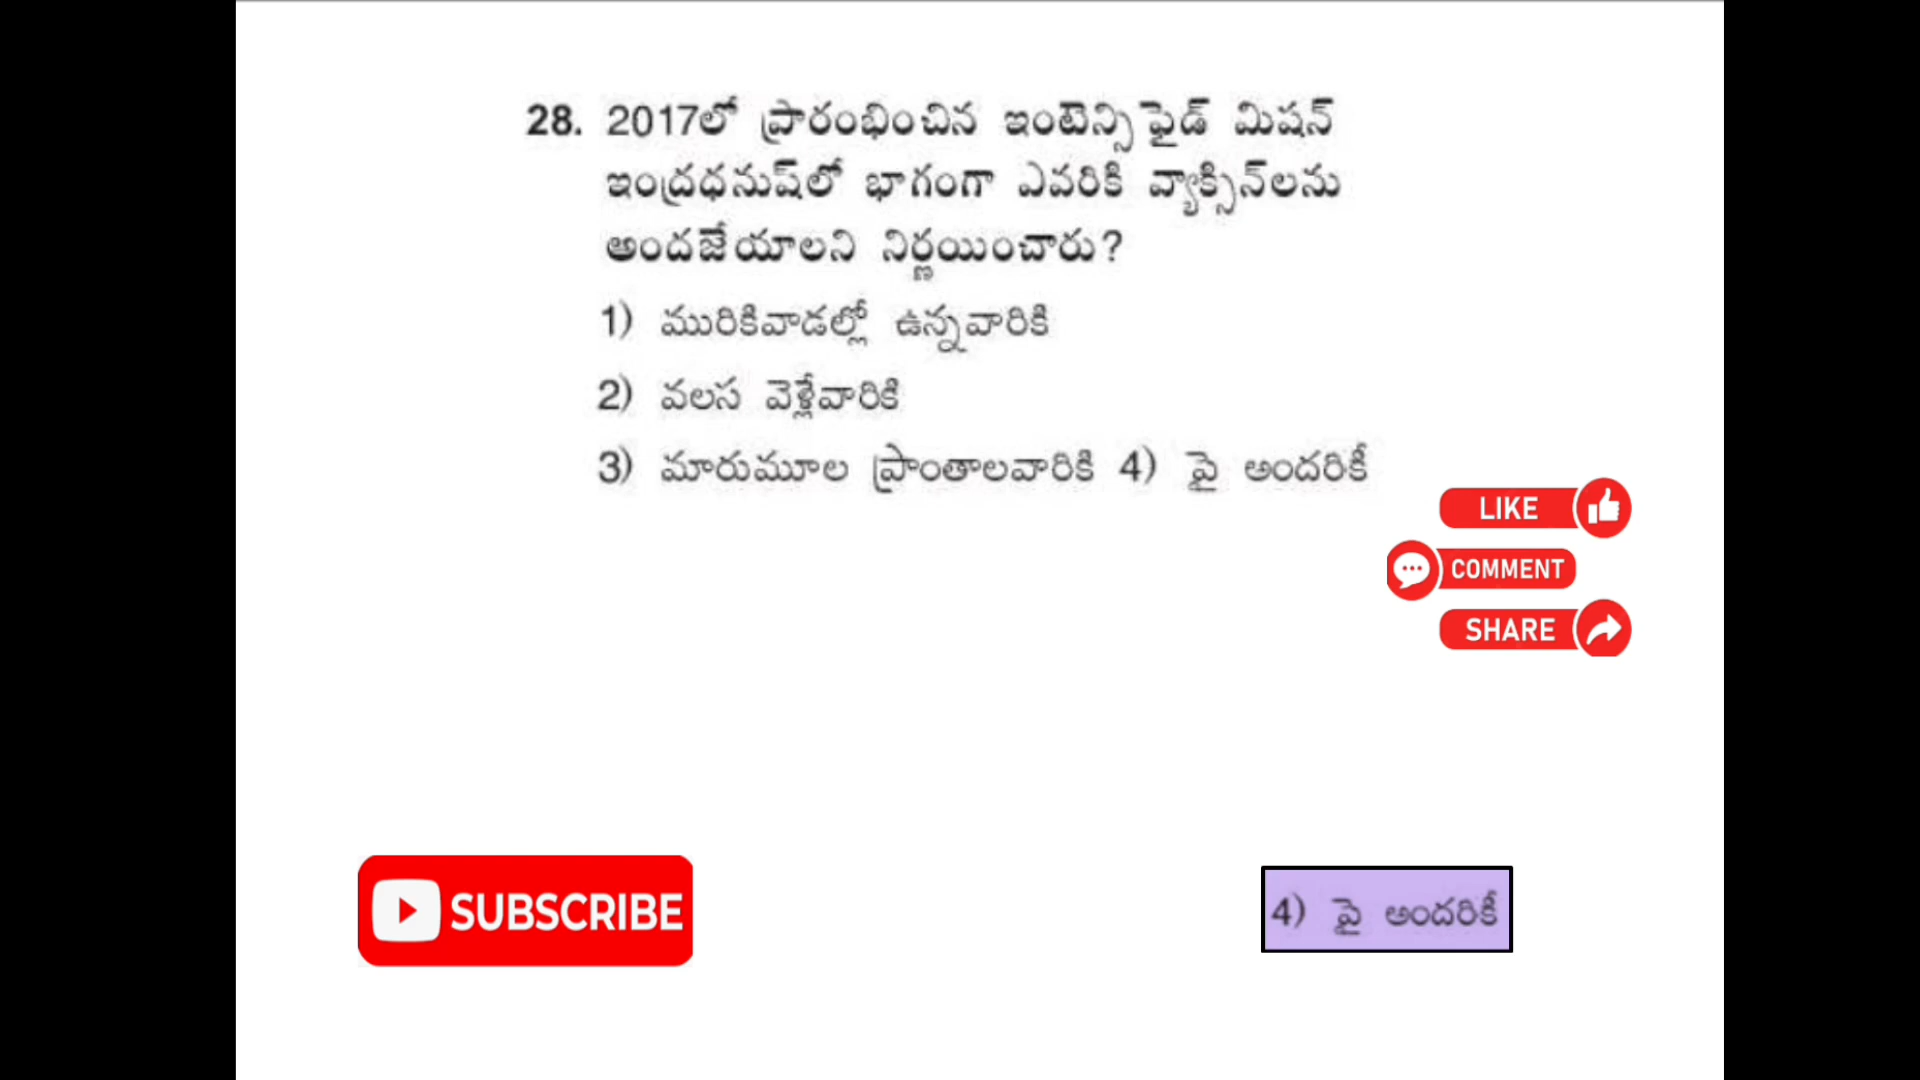 28. 2017లో ప్రారంభించిన ఇంటెన్సిఫైడ్ మిషన్
ఇంద్రధనుష్‌లో భాగంగా ఎవరికి వ్యాక్సిన్‌లను
అందజేయాలని నిర్ణయించారు?
1) మురికివాడల్లో ఉన్నవారికి
2) వలస వెళ్లేవారికి
3) మారుమూల ప్రాంతాలవారికి 4) పై అందరికీ
LIKE
COMMENT
SHARE
SUBSCRIBE
4) పై అందరికీ